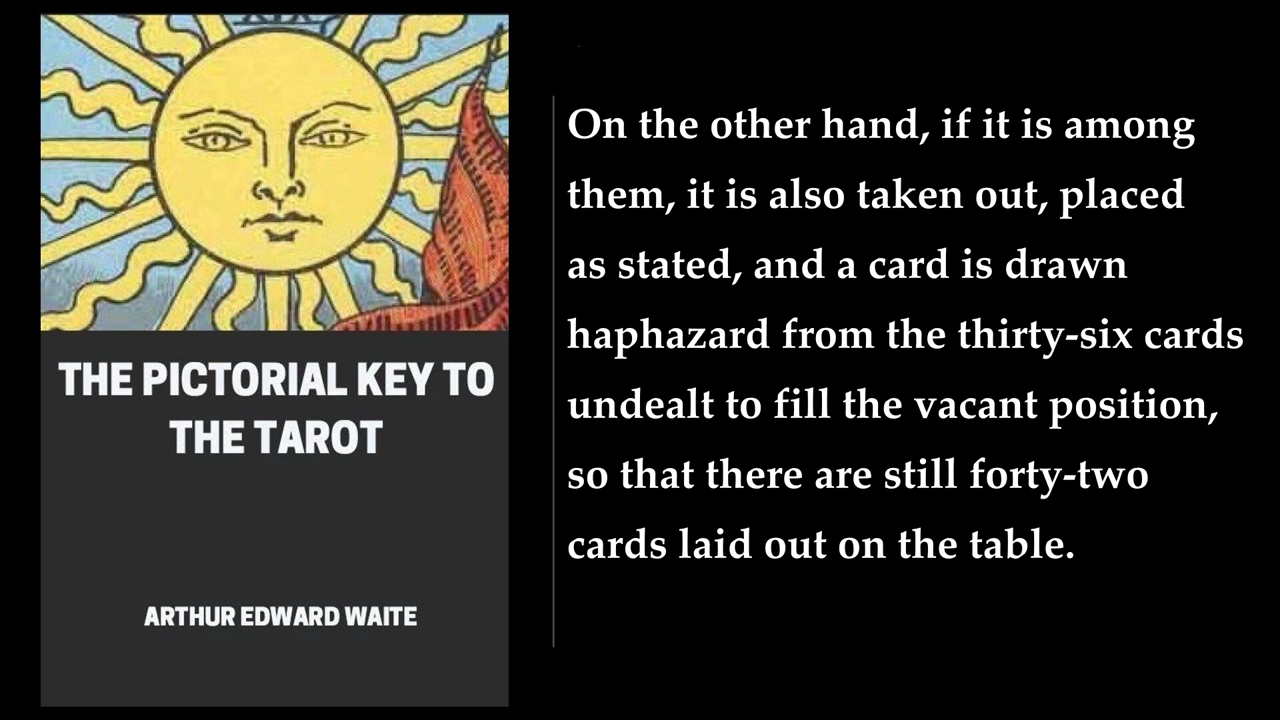 XIX
THE PICTORIAL KEY TO
THE TAROT
ARTHUR EDWARD WAITE
On the other hand, if it is among
them, it is also taken out, placed
as stated, and a card is drawn
haphazard from the thirty-six cards
undealt to fill the vacant position,
so that there are still forty-two
cards laid out on the table.